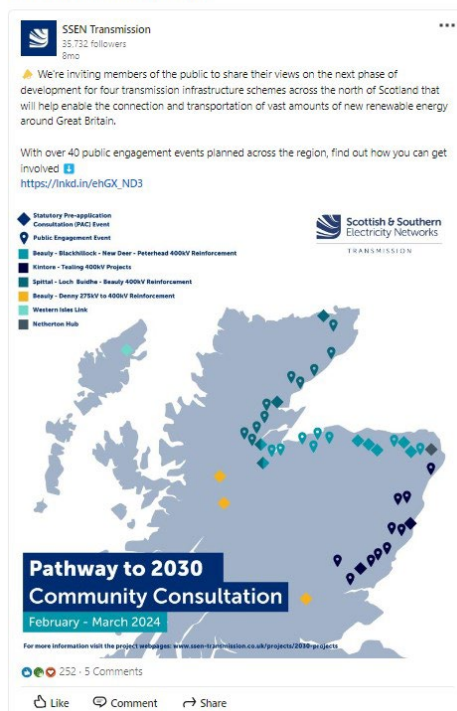 SSEN Transmission
35,732 followers
8mo
We're inviting members of the public to share their views on the next phase of
development for four transmission infrastructure schemes across the north of Scotland that
will help enable the connection and transportation of vast amounts of new renewable energy
around Great Britain.
With over 40 public engagement events planned across the region, find out how you can get
involved
https://lnkd.in/ehGX_ND3
Statutory Pre-application
Consultation (PAC) Event
Public Engagement Event
Beauly - Blackhillock - New Deer - Peterhead 400kV Reinforcement
Kintore - Tealing 400kV Projects
Spittal - Loch Buidhe - Beauly 400kV Reinforcement
Beauly - Denny 275kV to 400kV Reinforcement
Western Isles Link
Netherton Hub
Scottish & Southern
Electricity Networks
TRANSMISSION
Pathway to 2030
Community Consultation
February - March 2024
For more information visit the project webpages: www.ssen-transmission.co.uk/projects/2030-projects
252 · 5 Comments
Like
Comment
Share